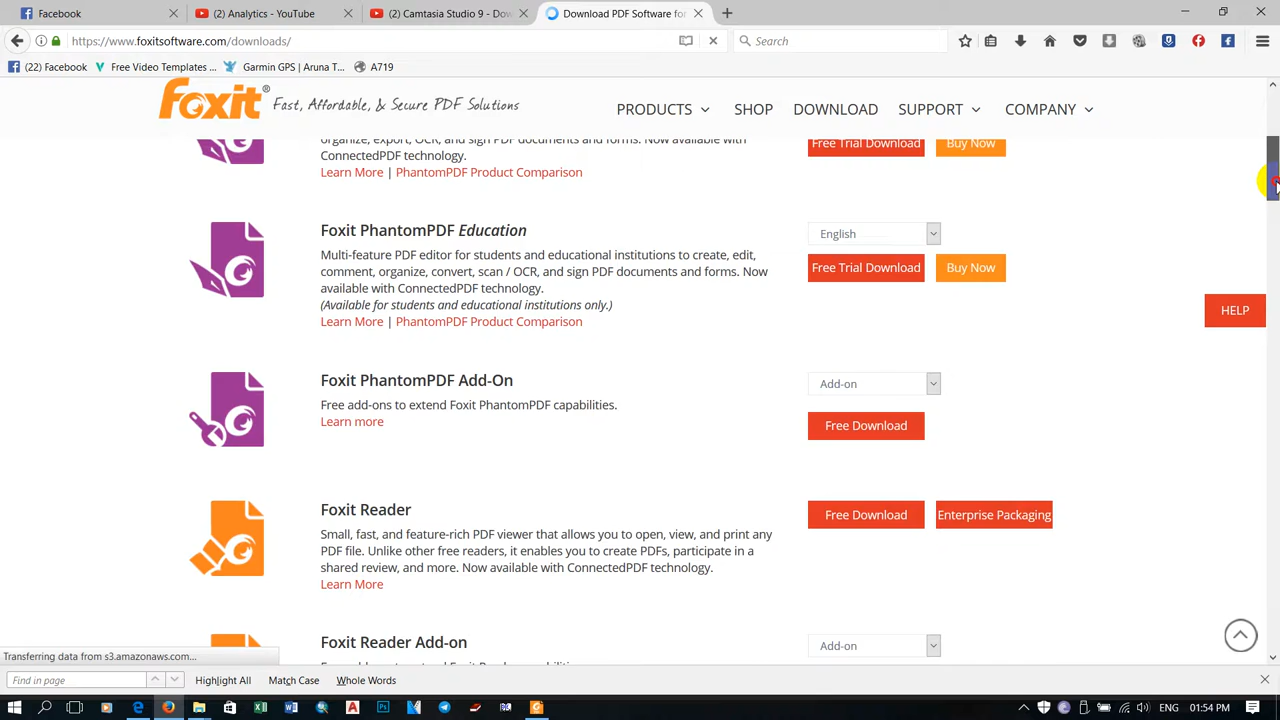 Facebook
(2) Analytics - YouTube
(2) Camtasia Studio 9 - Dow...
Download PDF Software for
https://www.foxitsoftware.com/downloads/
Search
(22) Facebook
Free Video Templates ...
Garmin GPS | Aruna T...
A719
foxit® Fast, Affordable, & Secure PDF Solutions
PRODUCTS SHOP DOWNLOAD SUPPORT COMPANY
organize, export, OCR, and sign PDF documents and forms. Now available with
ConnectedPDF technology.
Learn More | PhantomPDF Product Comparison
Free Trial Download
Buy Now
Foxit PhantomPDF Education
Multi-feature PDF editor for students and educational institutions to create, edit,
comment, organize, convert, scan / OCR, and sign PDF documents and forms. Now
available with ConnectedPDF technology.
(Available for students and educational institutions only.)
Learn More | PhantomPDF Product Comparison
English
Free Trial Download
Buy Now
HELP
Foxit PhantomPDF Add-On
Free add-ons to extend Foxit PhantomPDF capabilities.
Learn more
Add-on
Free Download
Foxit Reader
Small, fast, and feature-rich PDF viewer that allows you to open, view, and print any
PDF file. Unlike other free readers, it enables you to create PDFs, participate in a
shared review, and more. Now available with ConnectedPDF technology.
Learn More
Free Download
Enterprise Packaging
Foxit Reader Add-on
Add-on
Transferring data from s3.amazonaws.com...
Find in page
Highlight All
Match Case
Whole Words
ENG
01:54 PM